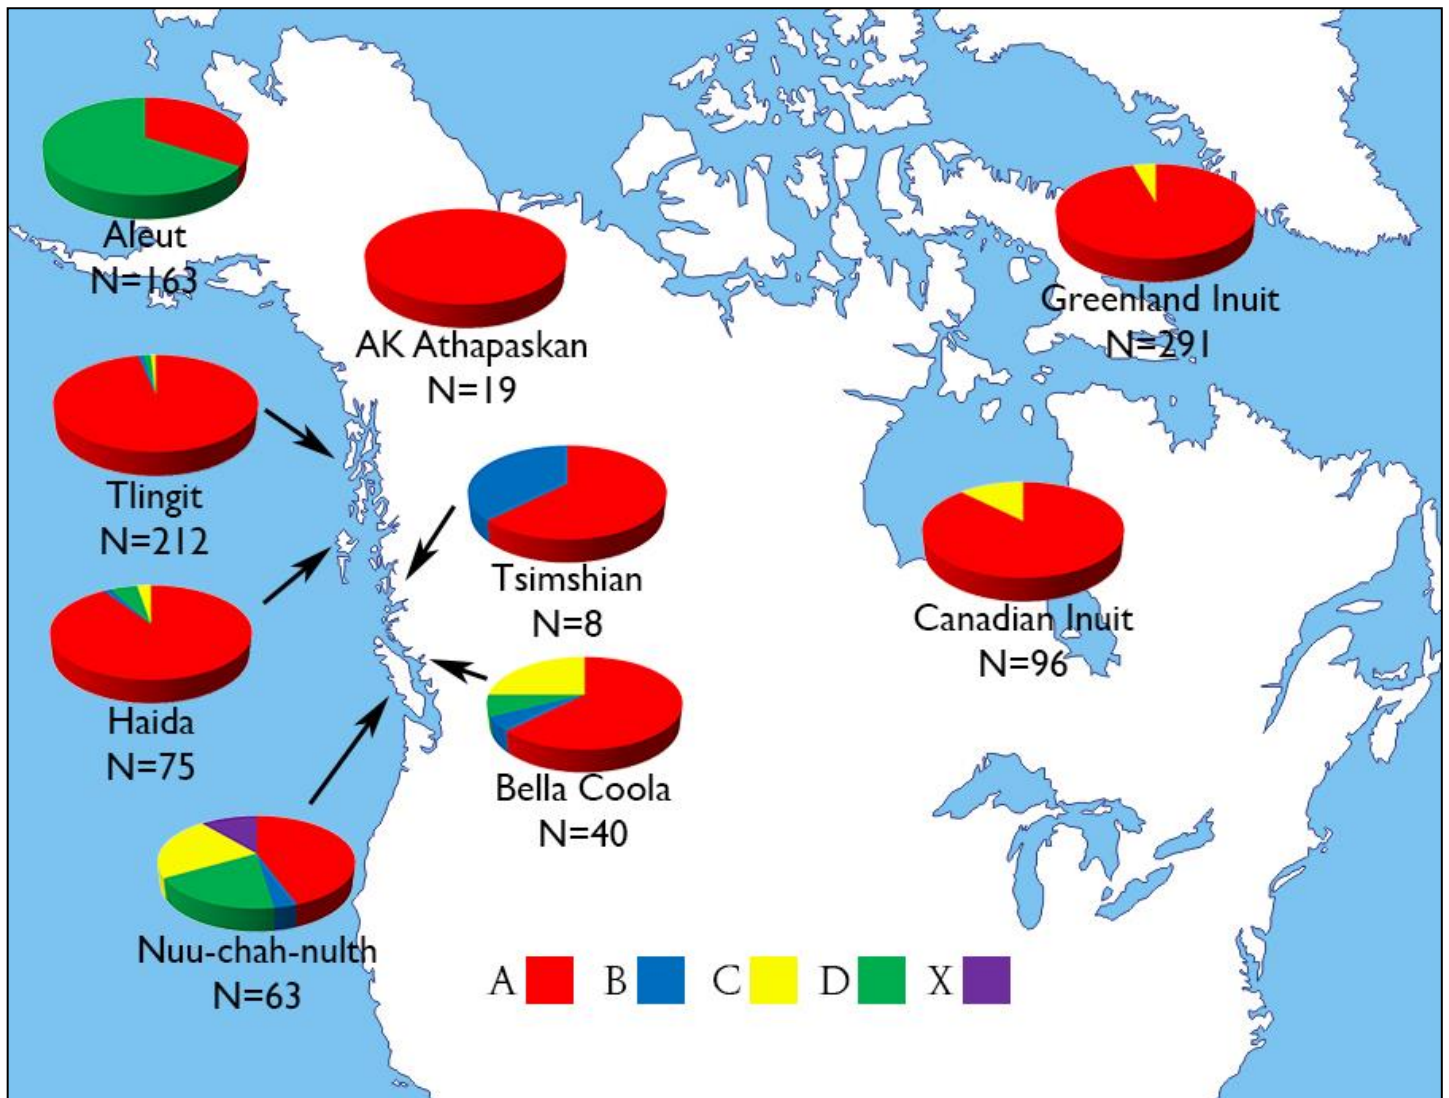 Aleut
N=163
AK Athapaskan
N=19
Greenland Inuit
N=291
Tlingit
N=212
Tsimshian
N=8
Canadian Inuit
N=96
Haida
N=75
Bella Coola
N=40
Nuu-chah-nulth
N=63
A B C D X